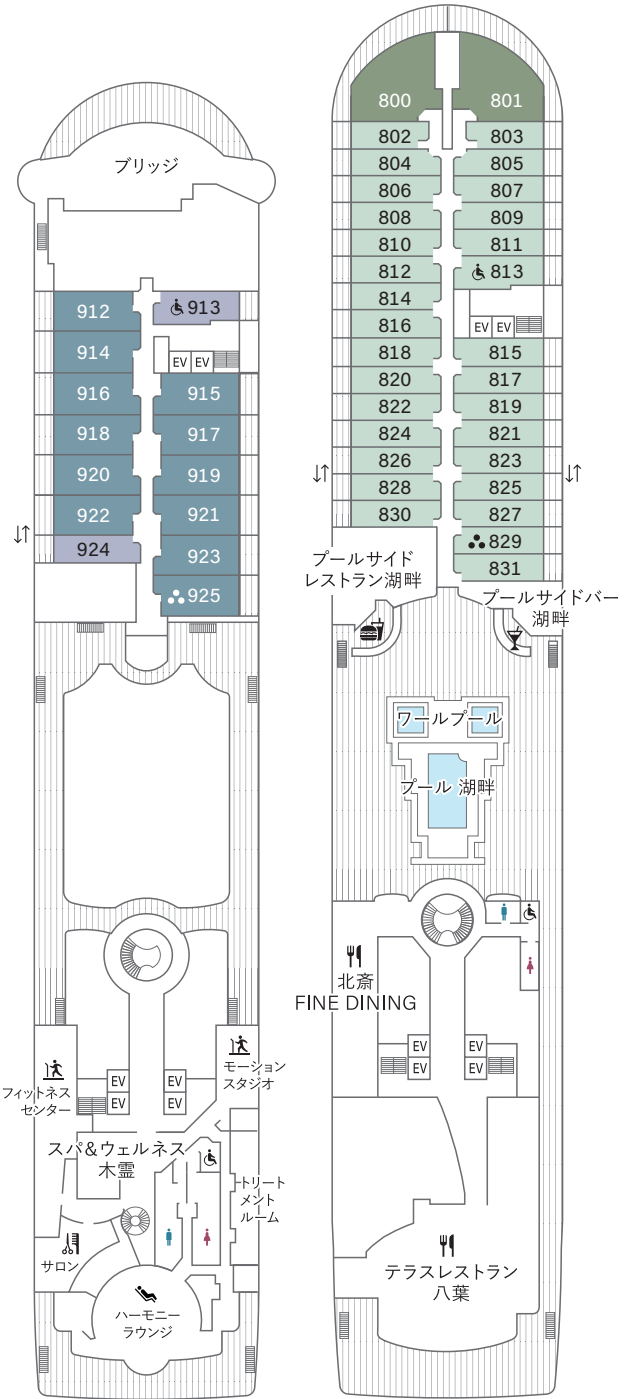 ブリッジ
912
913
914
EV
EV
916
915
918
917
920
919
922
921
924
923
925
フィットネス
センター
モーション
スタジオ
EV
EV
EV
EV
スパ&ウェルネス
木霊
トリート
メント
ルーム
サロン
ハーモニー
ラウンジ
800
801
802
803
804
805
806
807
808
809
810
811
812
813
814
816
EV
EV
818
815
820
817
822
819
824
821
826
823
828
825
830
827
829
831
プールサイド
レストラン湖畔
プールサイドバー
湖畔
ワールプール
プール 湖畔
北斎
FINE DINING
EV
EV
EV
EV
テラスレストラン
八葉